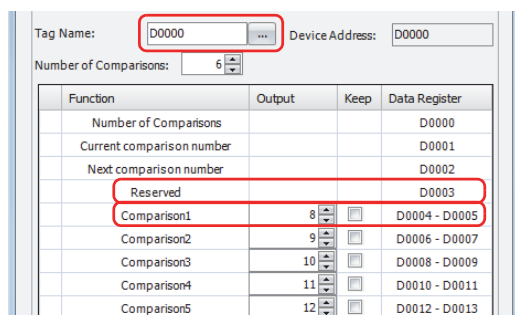 Tag Name: D0000 ... Device Address: D0000
Number of Comparisons: 6
Function Output Keep Data Register
Number of Comparisons D0000
Current comparison number D0001
Next comparison number D0002
Reserved D0003
Comparison1 8 D0004 - D0005
Comparison2 9 D0006 - D0007
Comparison3 10 D0008 - D0009
Comparison4 11 D0010 - D0011
Comparison5 12 D0012 - D0013